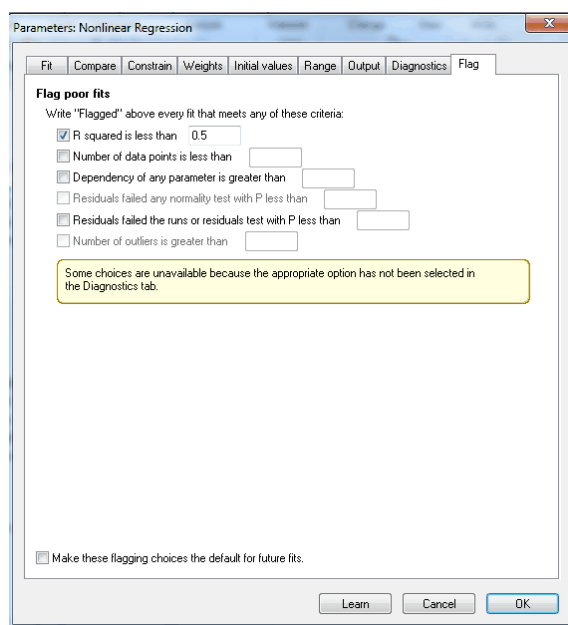 Parameters: Nonlinear Regression
x
Fit Compare Constrain Weights Initial values Range Output Diagnostics Flag
Flag poor fits
Write "Flagged" above every fit that meets any of these criteria:
R squared is less than 0.5
Number of data points is less than
Dependency of any parameter is greater than
Residuals failed any normality test with P less than
Residuals failed the runs or residuals test with P less than
Number of outliers is greater than
Some choices are unavailable because the appropriate option has not been selected in
the Diagnostics tab.
Make these flagging choices the default for future fits.
Learn Cancel OK